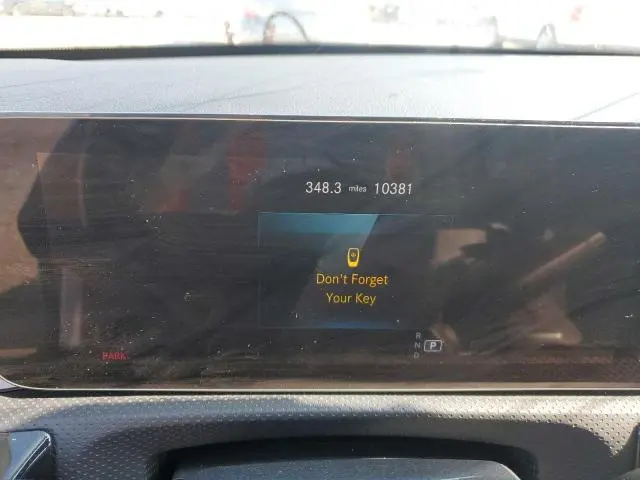 348.3 miles 10381
Don't Forget
Your Key
R
N P
D
PARK